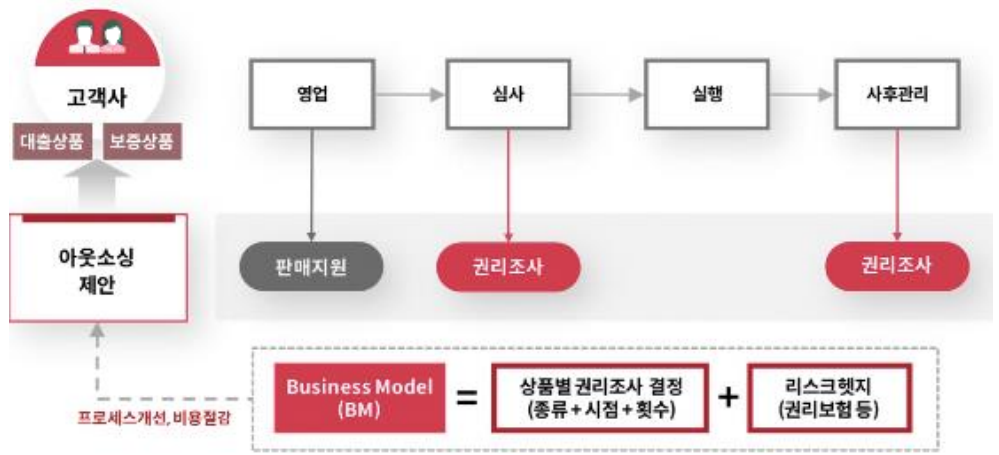 고객사
대출상품 보증상품
아웃소싱
제안
영업
심사
실행
사후관리
판매지원
권리조사
권리조사
프로세스개선, 비용절감
Business Model
(BM)
=
상품별 권리조사 결정
(종류 + 시점 + 횟수)
+
리스크헷지
(권리보험 등)